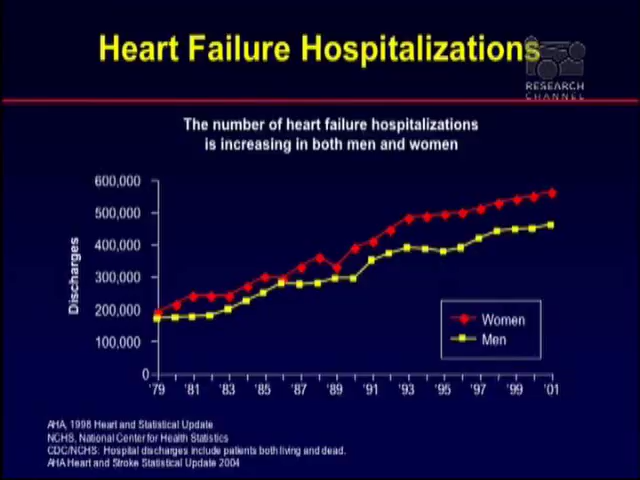 Heart Failure Hospitalizations
RESEARCH
CHANNEL
The number of heart failure hospitalizations
is increasing in both men and women
600,000
500,000
400,000
300,000
200,000
100,000
0
Discharges
Women
Men
'79 '81 '83 '85 '87 '89 '91 '93 '95 '97 '99 '01
AHA, 1998 Heart and Statistical Update
NCHS, National Center for Health Statistics
CDC/NCHS: Hospital discharges include patients both living and dead.
AHA Heart and Stroke Statistical Update 2004